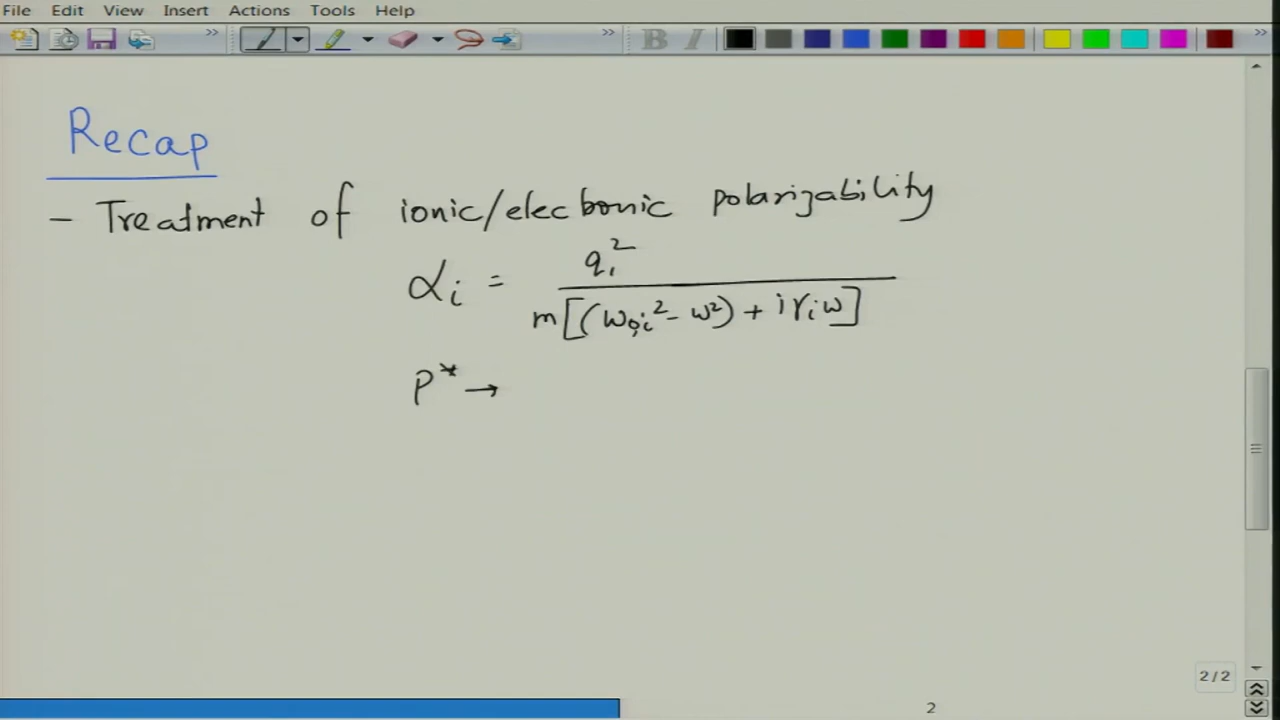 File Edit View Insert Actions Tools Help
B I
Recap
- Treatment of ionic/electronic polarizability
αi = qi² / m[(ω0i² - ω²) + iγiω]
P* →
2/2
2